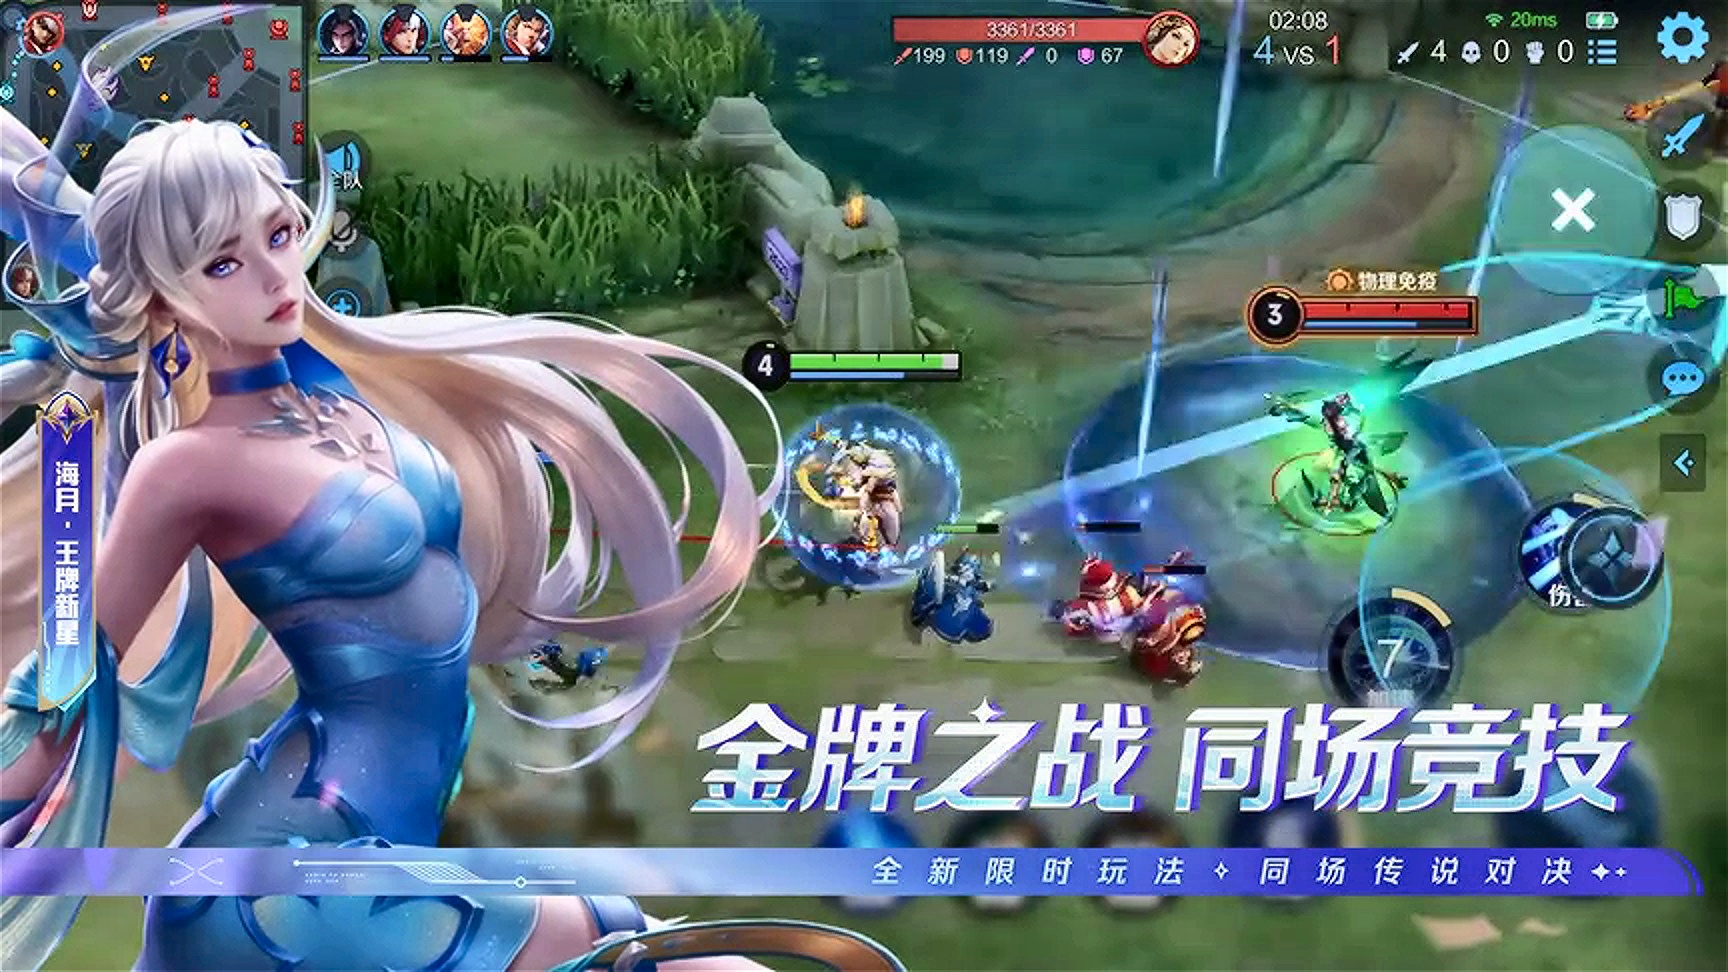 3361/3361
199 119 0 67
02:08
4 VS 1
20ms
4 0 0
物理免疫
3
4
海月·王牌新星
7
金牌之战 同场竞技
全新限时玩法 同场传说对决